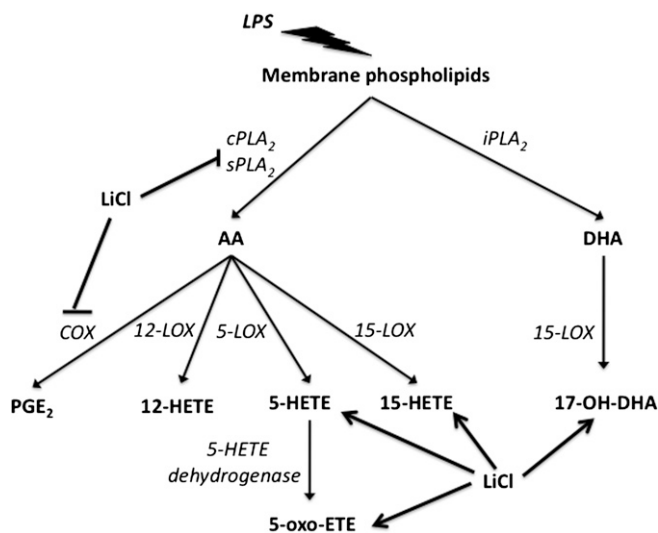 LPS
Membrane phospholipids
cPLA₂
sPLA₂
iPLA₂
LiCl
AA
DHA
COX
12-LOX
5-LOX
15-LOX
15-LOX
PGE₂
12-HETE
5-HETE
15-HETE
17-OH-DHA
5-HETE
dehydrogenase
LiCl
5-oxo-ETE